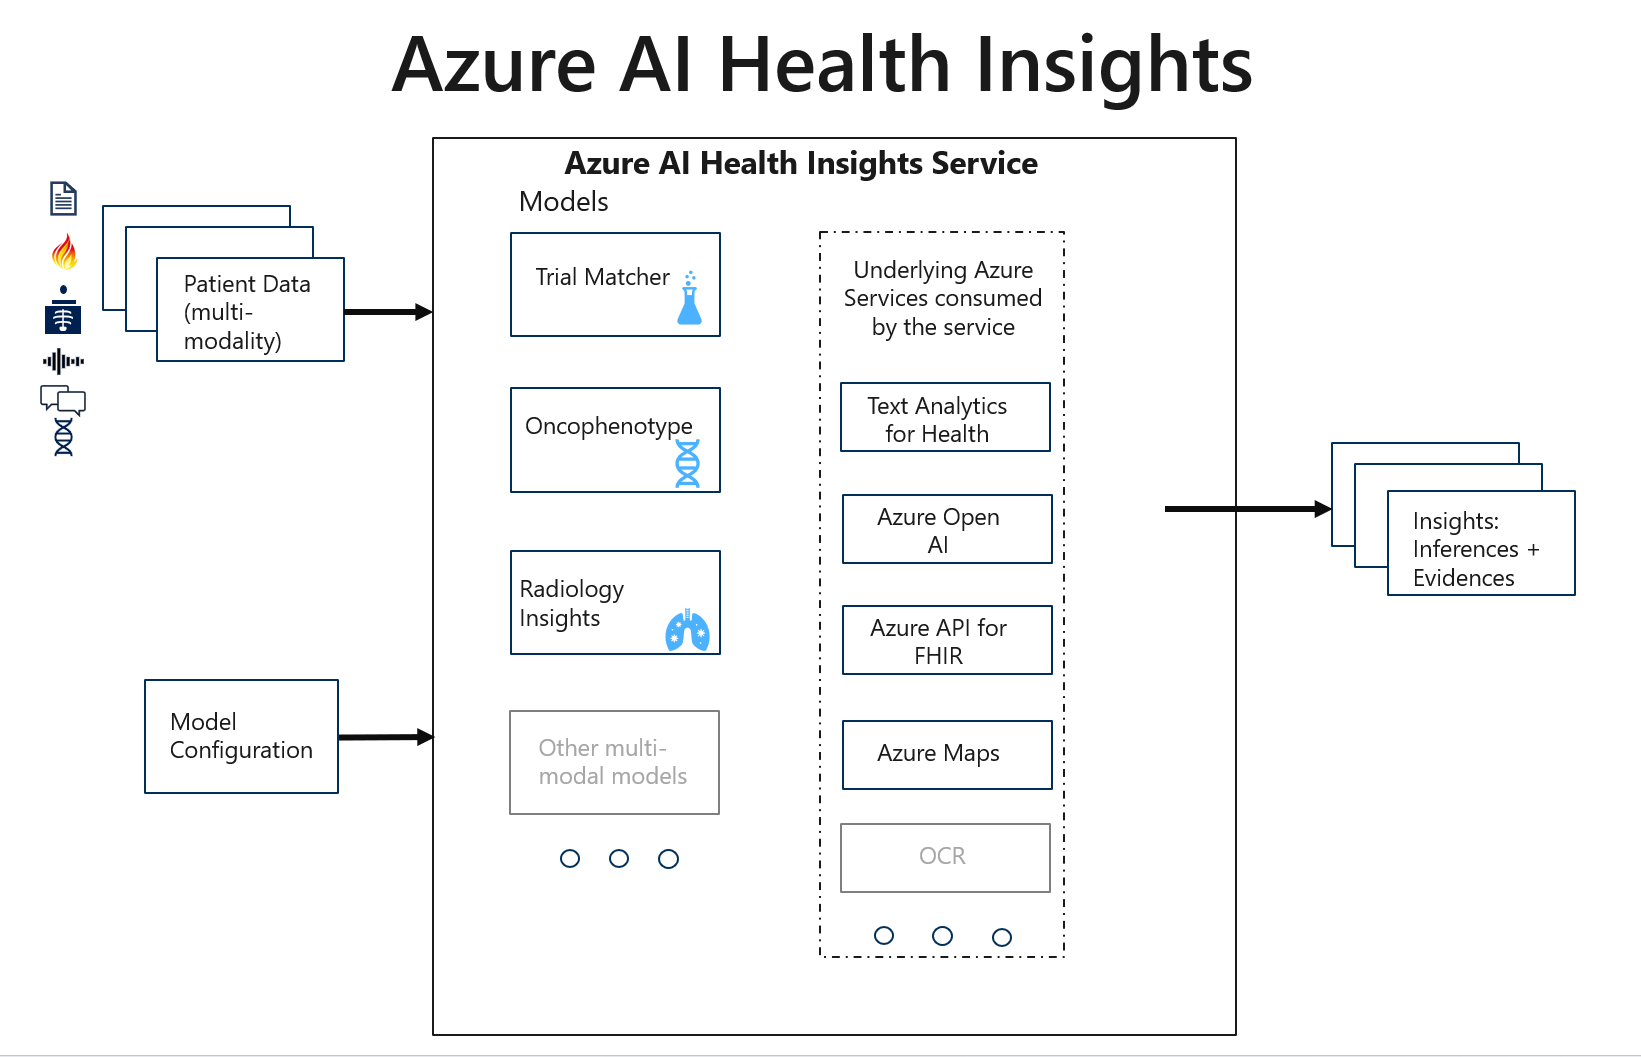 Azure AI Health Insights
Azure AI Health Insights Service
Models
Patient Data
(multi-
modality)
Model
Configuration
Trial Matcher
Oncophenotype
Radiology
Insights
Other multi-
modal models
Underlying Azure
Services consumed
by the service
Text Analytics
for Health
Azure Open
AI
Azure API for
FHIR
Azure Maps
OCR
Insights:
Inferences +
Evidences